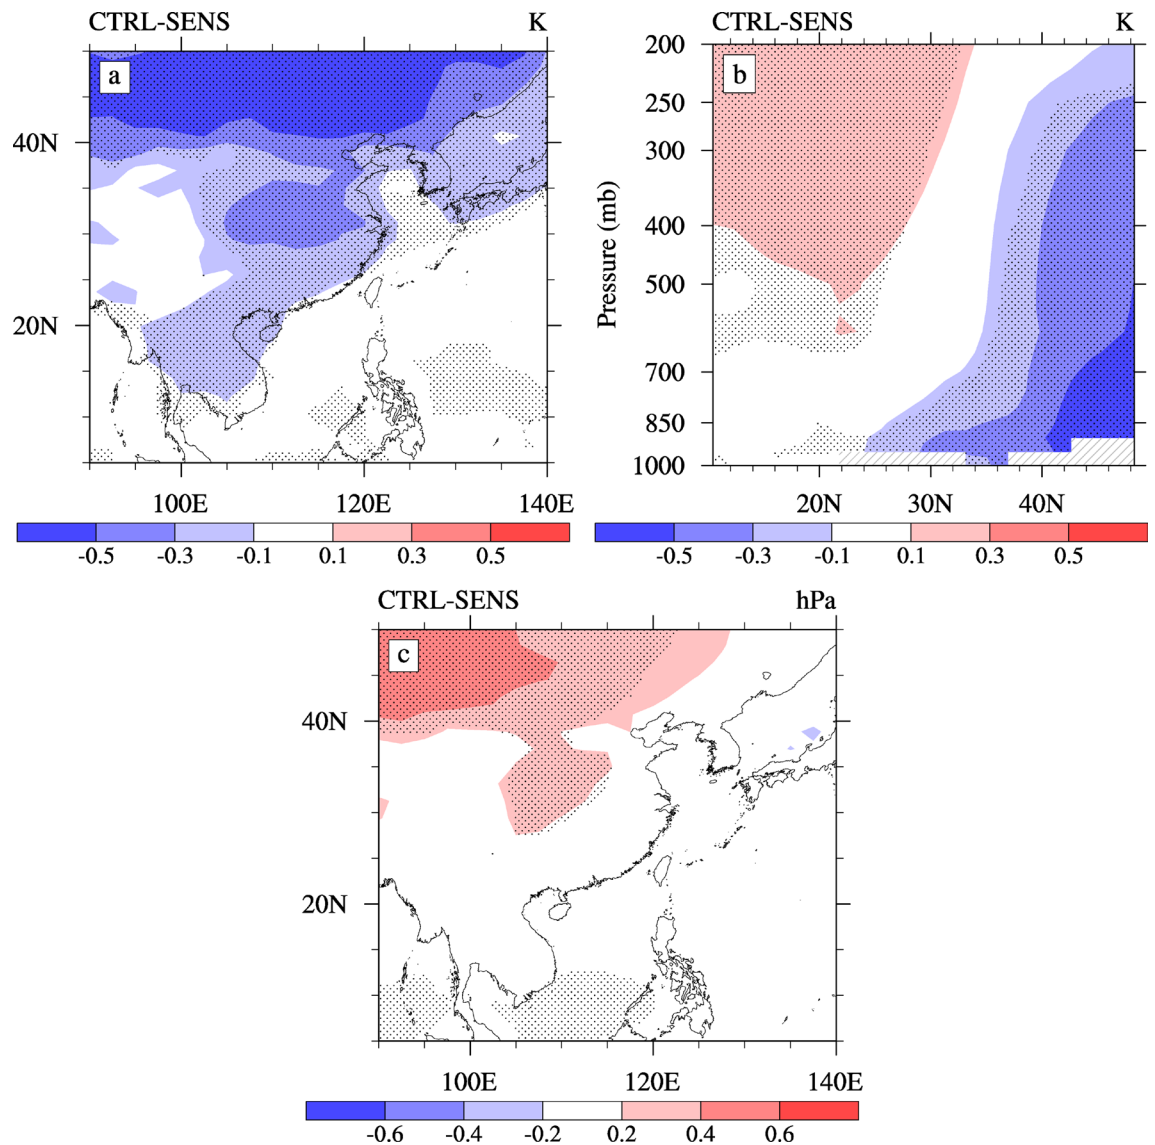 CTRL-SENS K
a
40N
20N
100E 120E 140E
-0.5 -0.3 -0.1 0.1 0.3 0.5
CTRL-SENS K
b
Pressure (mb)
200
250
300
400
500
700
850
1000
20N 30N 40N
-0.5 -0.3 -0.1 0.1 0.3 0.5
CTRL-SENS hPa
c
40N
20N
100E 120E 140E
-0.6 -0.4 -0.2 0.2 0.4 0.6